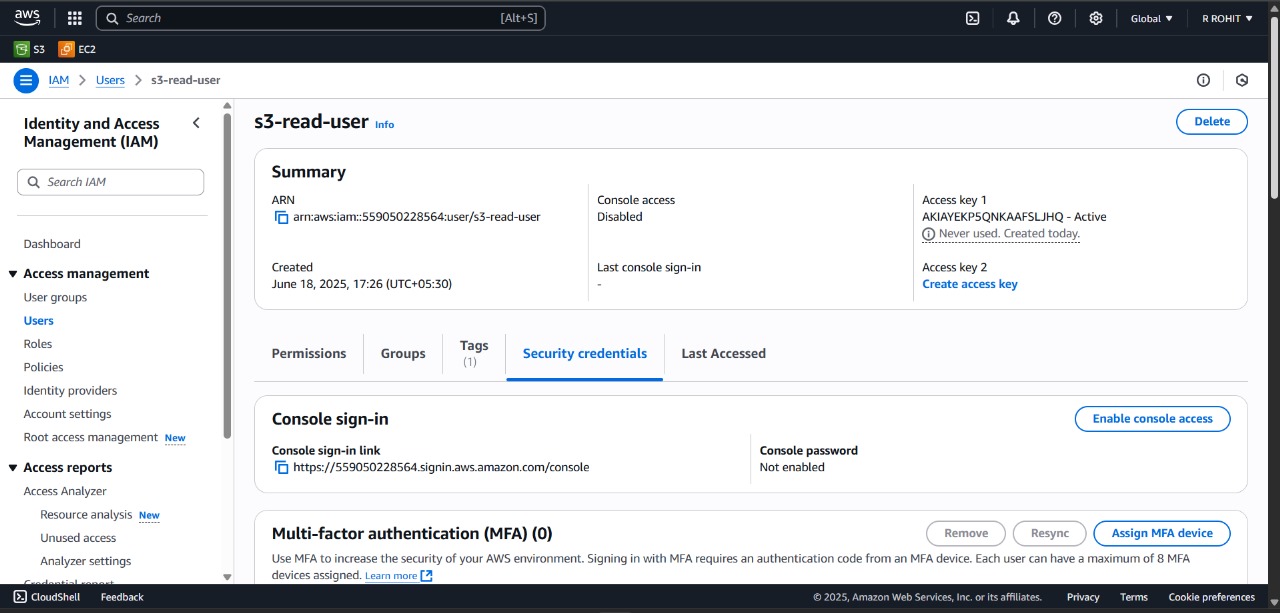 aws
Search [Alt+S]
Global ▼
R ROHIT ▼
S3
EC2
IAM > Users > s3-read-user
Identity and Access
Management (IAM)
Search IAM
Dashboard
Access management
User groups
Users
Roles
Policies
Identity providers
Account settings
Root access management New
Access reports
Access Analyzer
Resource analysis New
Unused access
Analyzer settings
Credential report
s3-read-user Info
Delete
Summary
ARN
arn:aws:iam::559050228564:user/s3-read-user
Created
June 18, 2025, 17:26 (UTC+05:30)
Console access
Disabled
Last console sign-in
-
Access key 1
AKIAYEKP5QNKAAFSLJHQ - Active
Never used. Created today.
Access key 2
Create access key
Permissions
Groups
Tags
(1)
Security credentials
Last Accessed
Console sign-in
Enable console access
Console sign-in link
https://559050228564.signin.aws.amazon.com/console
Console password
Not enabled
Multi-factor authentication (MFA) (0)
Remove
Resync
Assign MFA device
Use MFA to increase the security of your AWS environment. Signing in with MFA requires an authentication code from an MFA device. Each user can have a maximum of 8 MFA
devices assigned. Learn more
CloudShell
Feedback
© 2025, Amazon Web Services, Inc. or its affiliates.
Privacy
Terms
Cookie preferences